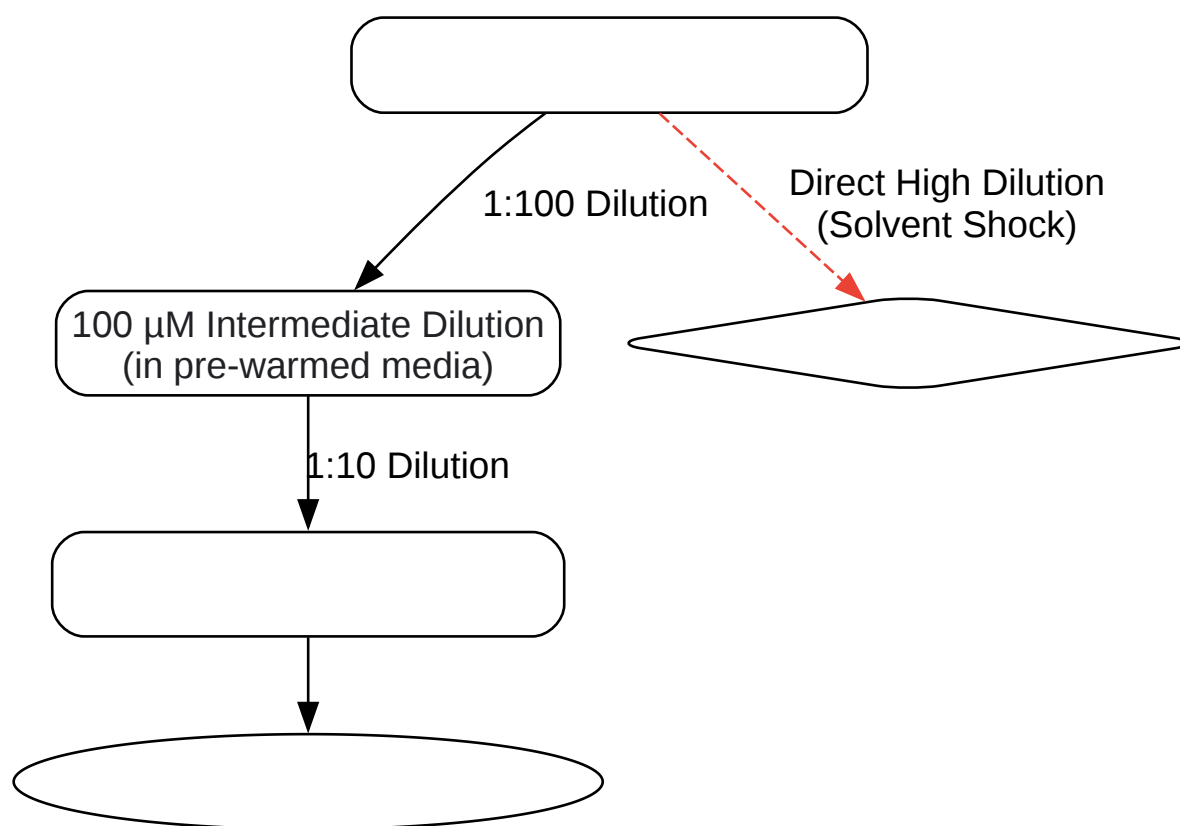 1:100 Dilution
Direct High Dilution
(Solvent Shock)
100 µM Intermediate Dilution
(in pre-warmed media)
1:10 Dilution